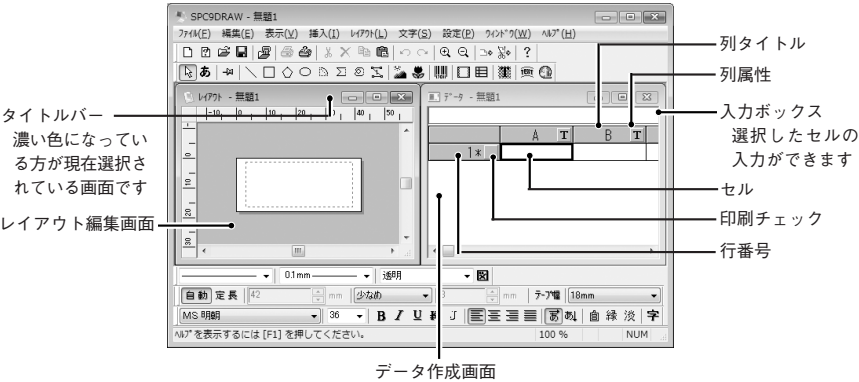 SPC9DRAW - 無題1
ファイル(F) 編集(E) 表示(V) 挿入(I) レイアウト(L) 文字(S) 設定(P) ウィンドウ(W) ヘルプ(H)
レイアウト - 無題1
データ - 無題1
列タイトル
列属性
入力ボックス
選択したセルの
入力ができます
セル
印刷チェック
行番号
タイトルバー
濃い色になってい
る方が現在選択さ
れている画面です
レイアウト編集画面
A T B T
1*
0.1mm
透明
自動 定長 42 mm 少なめ mm テープ幅 18mm
MS 明朝 36 B I U
ヘルプを表示するには [F1] を押してください。 100 % NUM
データ作成画面